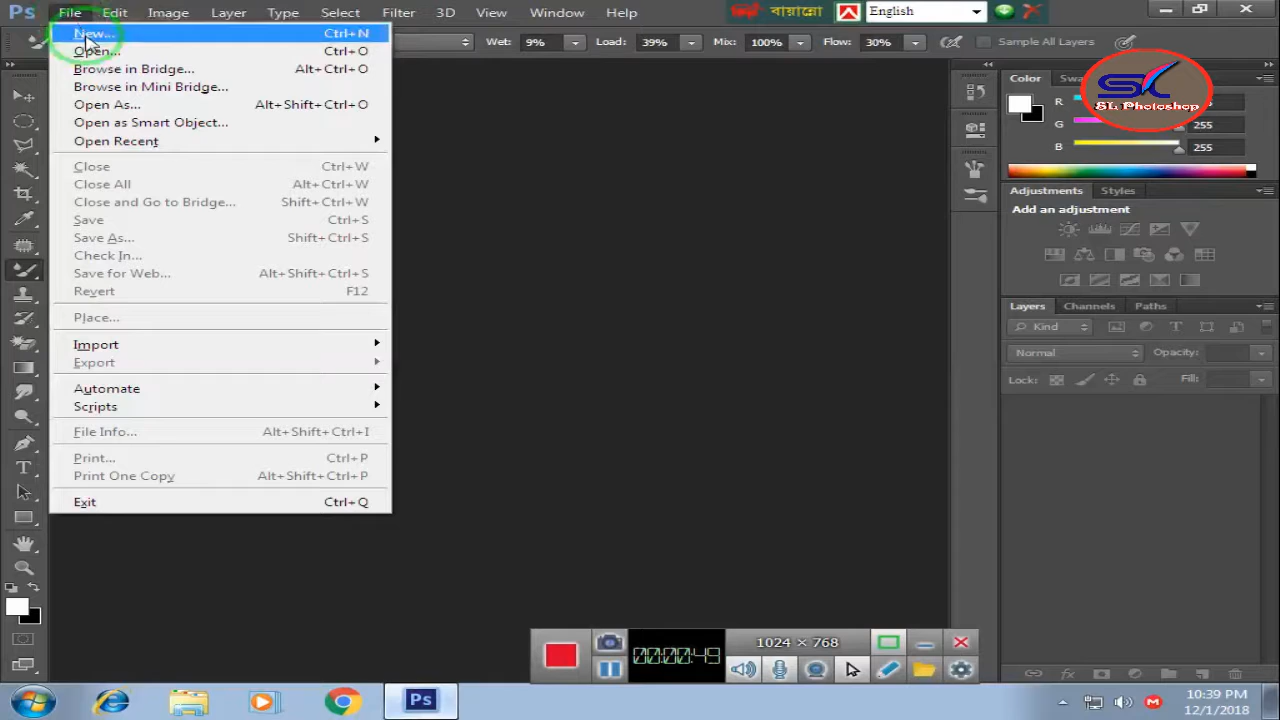 Ps File Edit Image Layer Type Select Filter 3D View Window Help
বায়ান্নো English
Wet: 9% Load: 39% Mix: 100% Flow: 30% Sample All Layers
New... Ctrl+N
Open... Ctrl+O
Browse in Bridge... Alt+Ctrl+O
Browse in Mini Bridge...
Open As... Alt+Shift+Ctrl+O
Open as Smart Object...
Open Recent
Close Ctrl+W
Close All Alt+Ctrl+W
Close and Go to Bridge... Shift+Ctrl+W
Save Ctrl+S
Save As... Shift+Ctrl+S
Check In...
Save for Web... Alt+Shift+Ctrl+S
Revert F12
Place...
Import
Export
Automate
Scripts
File Info... Alt+Shift+Ctrl+I
Print... Ctrl+P
Print One Copy Alt+Shift+Ctrl+P
Exit Ctrl+Q
Color
SL Photoshop
R
G 255
B 255
Adjustments Styles
Add an adjustment
Layers Channels Paths
Kind
Normal Opacity:
Lock: Fill:
1024 × 768
00:00:49
Ps
10:39 PM
12/1/2018